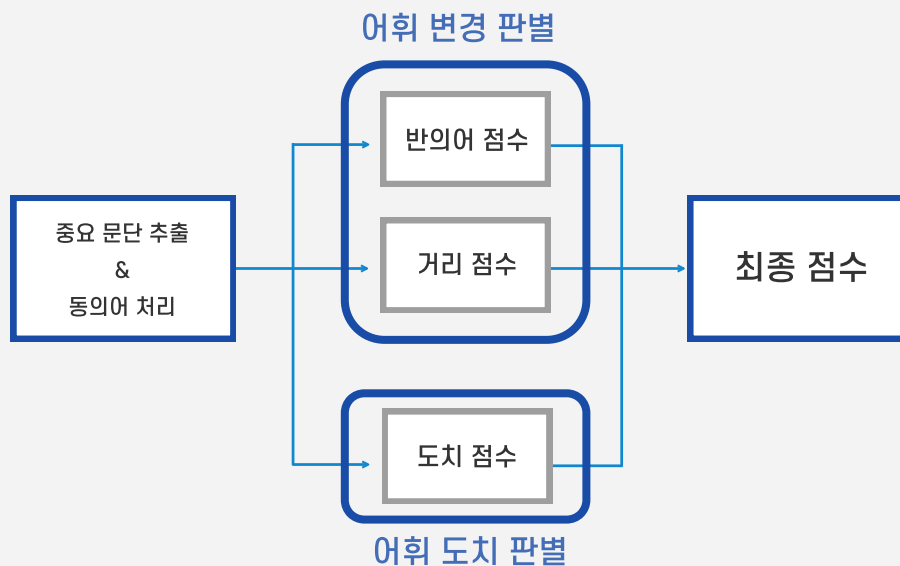 어휘 변경 판별
반의어 점수
거리 점수
중요 문단 추출
&
동의어 처리
최종 점수
도치 점수
어휘 도치 판별